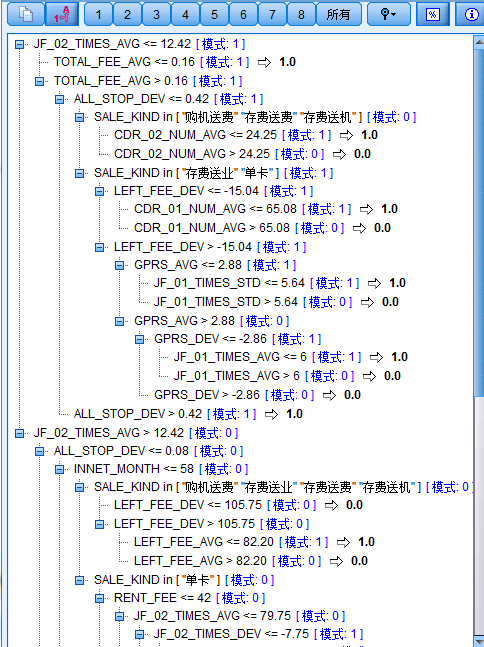 1 2 3 4 5 6 7 8 所有 %
JF_02_TIMES_AVG <= 12.42 [ 模式: 1 ]
TOTAL_FEE_AVG <= 0.16 [ 模式: 1 ] ⇨ 1.0
TOTAL_FEE_AVG > 0.16 [ 模式: 1 ]
ALL_STOP_DEV <= 0.42 [ 模式: 1 ]
SALE_KIND in [ "购机送费" "存费送费" "存费送机" ] [ 模式: 0 ]
CDR_02_NUM_AVG <= 24.25 [ 模式: 1 ] ⇨ 1.0
CDR_02_NUM_AVG > 24.25 [ 模式: 0 ] ⇨ 0.0
SALE_KIND in [ "存费送业" "单卡" ] [ 模式: 1 ]
LEFT_FEE_DEV <= -15.04 [ 模式: 1 ]
CDR_01_NUM_AVG <= 65.08 [ 模式: 1 ] ⇨ 1.0
CDR_01_NUM_AVG > 65.08 [ 模式: 0 ] ⇨ 0.0
LEFT_FEE_DEV > -15.04 [ 模式: 1 ]
GPRS_AVG <= 2.88 [ 模式: 1 ]
JF_01_TIMES_STD <= 5.64 [ 模式: 1 ] ⇨ 1.0
JF_01_TIMES_STD > 5.64 [ 模式: 0 ] ⇨ 0.0
GPRS_AVG > 2.88 [ 模式: 0 ]
GPRS_DEV <= -2.86 [ 模式: 1 ]
JF_01_TIMES_AVG <= 6 [ 模式: 1 ] ⇨ 1.0
JF_01_TIMES_AVG > 6 [ 模式: 0 ] ⇨ 0.0
GPRS_DEV > -2.86 [ 模式: 0 ] ⇨ 0.0
ALL_STOP_DEV > 0.42 [ 模式: 1 ] ⇨ 1.0
JF_02_TIMES_AVG > 12.42 [ 模式: 0 ]
ALL_STOP_DEV <= 0.08 [ 模式: 0 ]
INNET_MONTH <= 58 [ 模式: 0 ]
SALE_KIND in [ "购机送费" "存费送业" "存费送费" "存费送机" ] [ 模式: 0
LEFT_FEE_DEV <= 105.75 [ 模式: 0 ] ⇨ 0.0
LEFT_FEE_DEV > 105.75 [ 模式: 0 ]
LEFT_FEE_AVG <= 82.20 [ 模式: 1 ] ⇨ 1.0
LEFT_FEE_AVG > 82.20 [ 模式: 0 ] ⇨ 0.0
SALE_KIND in [ "单卡" ] [ 模式: 0 ]
RENT_FEE <= 42 [ 模式: 0 ]
JF_02_TIMES_AVG <= 79.75 [ 模式: 0 ]
JF_02_TIMES_DEV <= -7.75 [ 模式: 1 ]